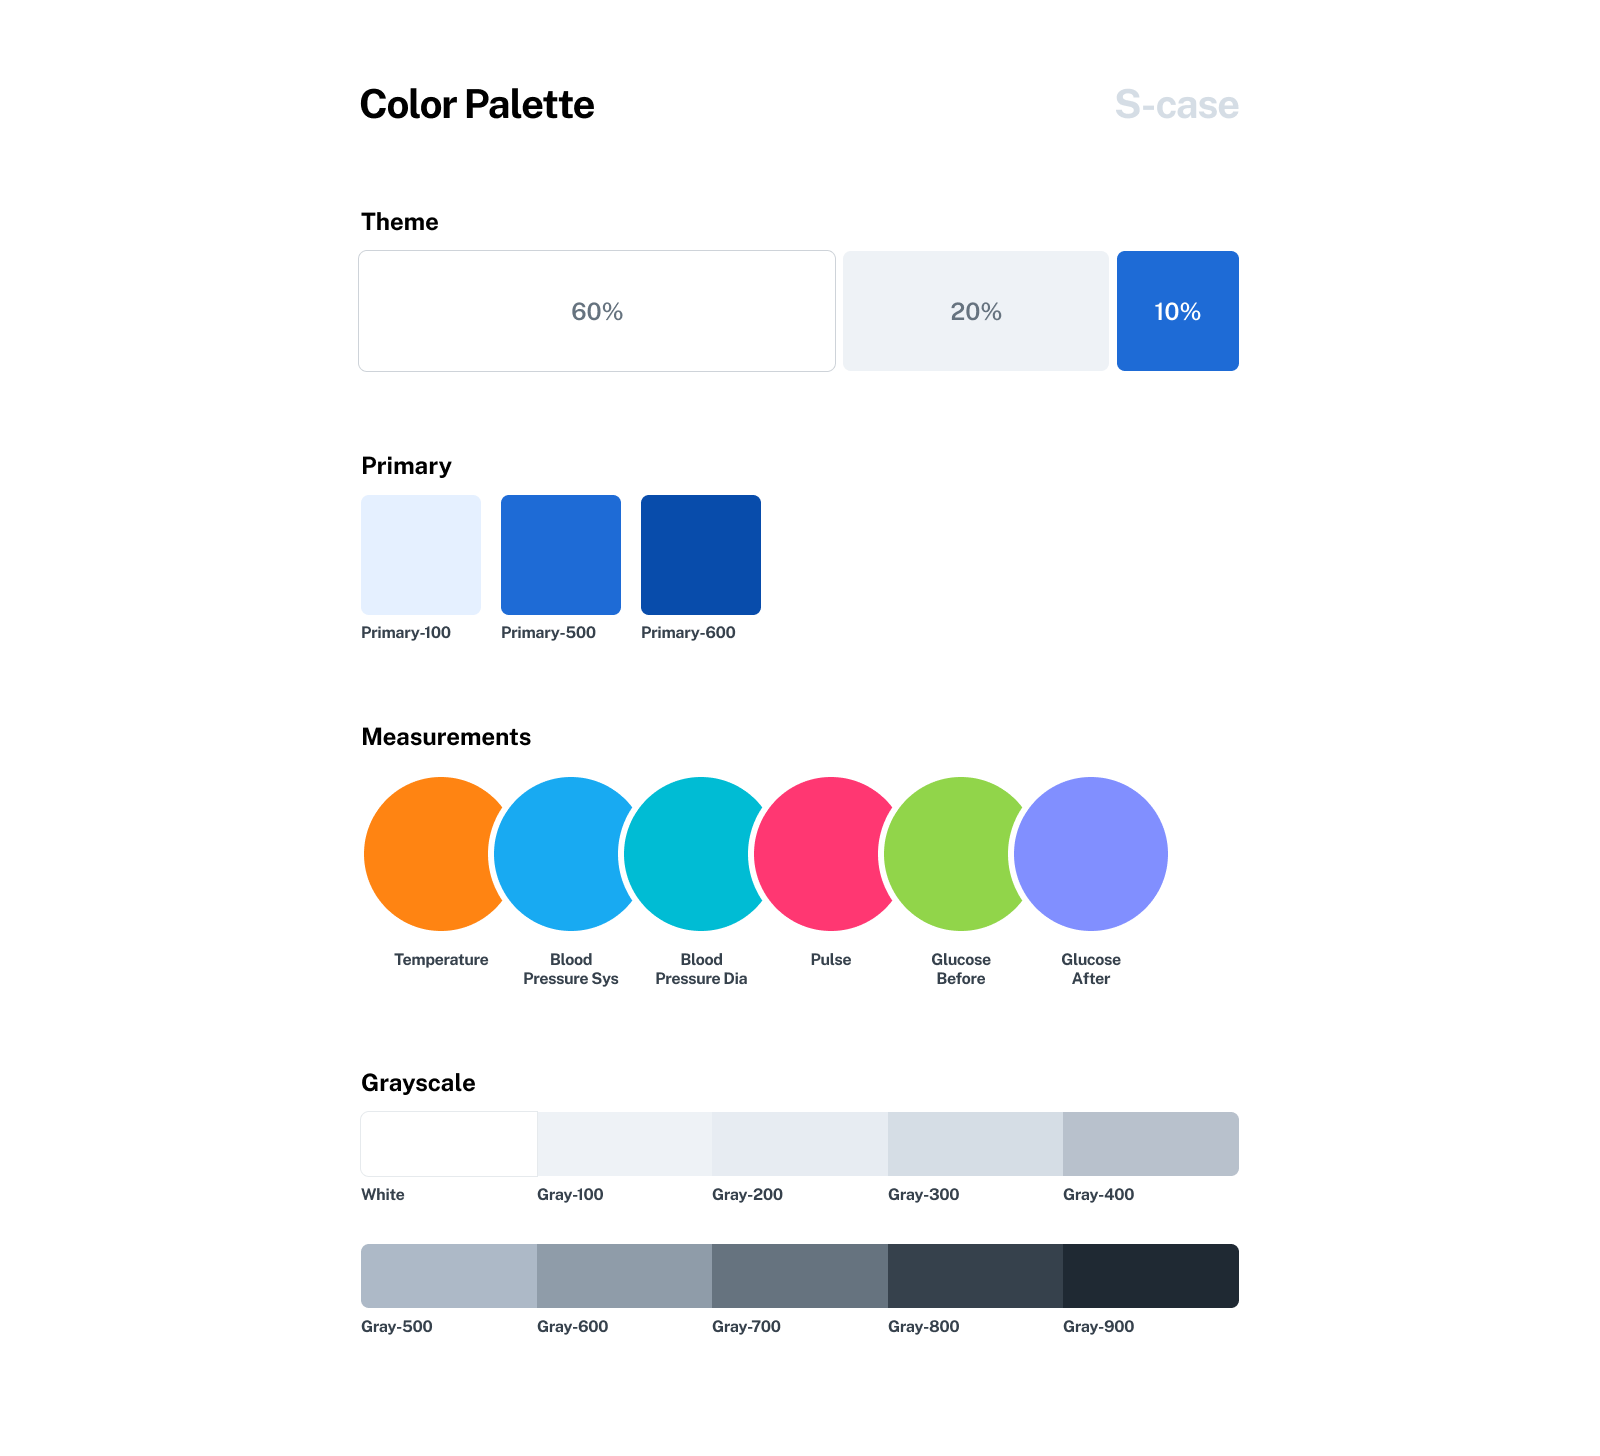 Color Palette
S-case
Theme
60%
20%
10%
Primary
Primary-100
Primary-500
Primary-600
Measurements
Temperature
Blood
Pressure Sys
Blood
Pressure Dia
Pulse
Glucose
Before
Glucose
After
Grayscale
White
Gray-100
Gray-200
Gray-300
Gray-400
Gray-500
Gray-600
Gray-700
Gray-800
Gray-900